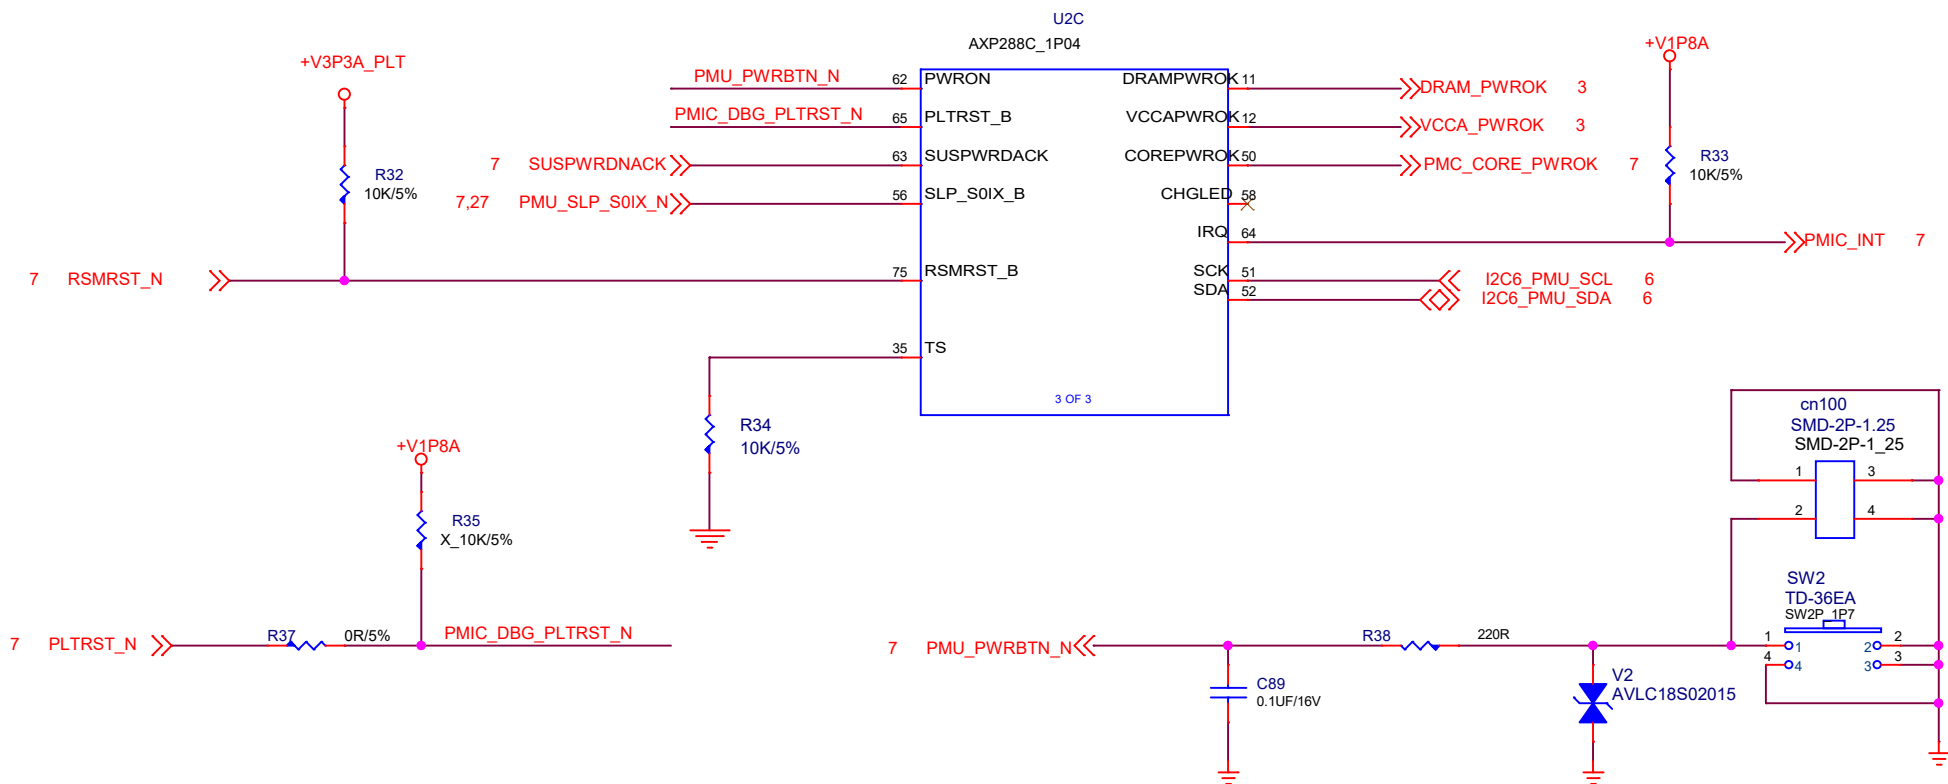 U2C
AXP288C_1P04
+V3P3A_PLT
+V1P8A
PMU_PWRBTN_N 62 PWRON DRAMPWROK 11 DRAM_PWROK 3
PMIC_DBG_PLTRST_N 65 PLTRST_B VCCAPWROK 12 VCCA_PWROK 3
7 SUSPWRDNACK 63 SUSPWRDACK COREPWROK 50 PMC_CORE_PWROK 7
R32
10K/5%
R33
10K/5%
7,27 PMU_SLP_S0IX_N 56 SLP_S0IX_B CHGLED 58
IRQ 64 PMIC_INT 7
7 RSMRST_N 75 RSMRST_B SCK 51 I2C6_PMU_SCL 6
SDA 52 I2C6_PMU_SDA 6
35 TS
3 OF 3
R34
10K/5%
cn100
SMD-2P-1.25
SMD-2P-1_25
1 3
2 4
+V1P8A
R35
X_10K/5%
7 PLTRST_N R37 0R/5% PMIC_DBG_PLTRST_N
SW2
TD-36EA
SW2P_1P7
7 PMU_PWRBTN_N R38 220R 1 1 2 2
4 4 3 3
C89
0.1UF/16V
V2
AVLC18S02015